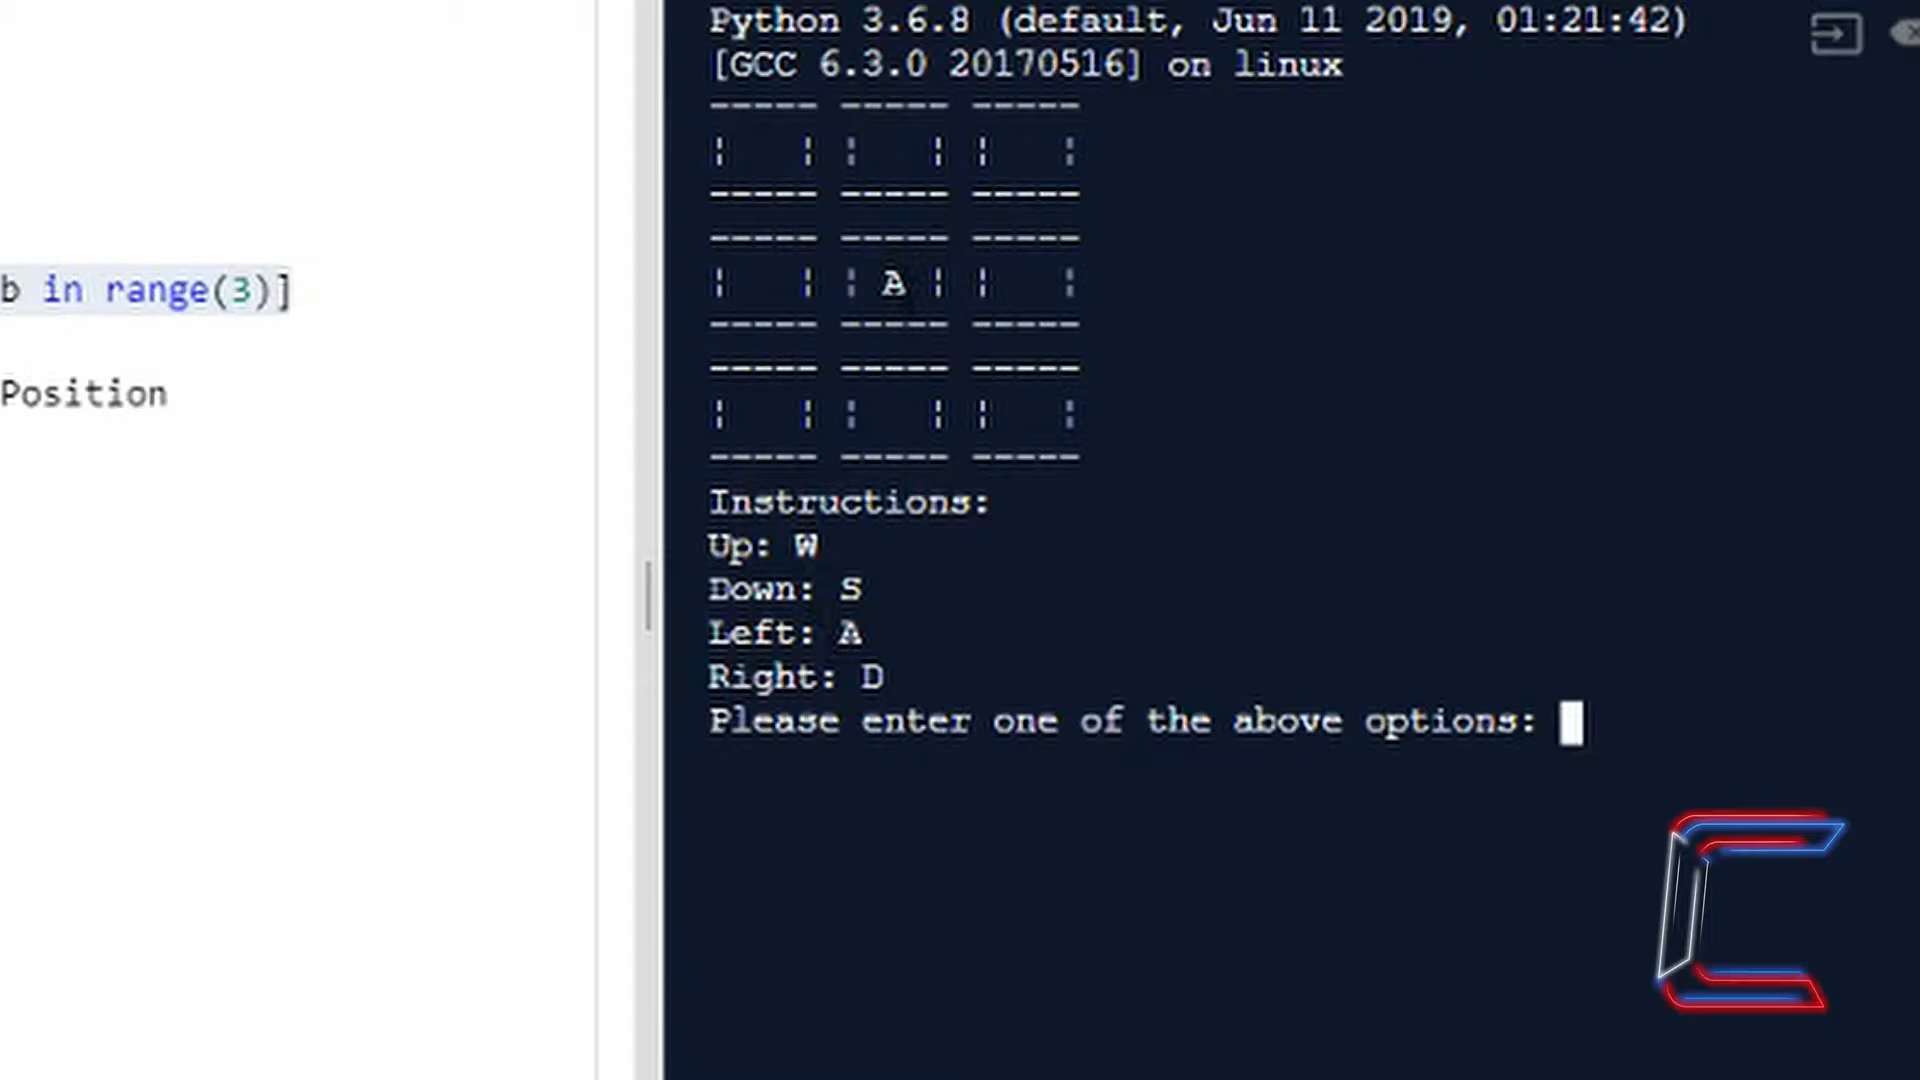 b in range(3)]
Position
Python 3.6.8 (default, Jun 11 2019, 01:21:42)
[GCC 6.3.0 20170516] on linux
----- ----- -----
¦   ¦ ¦   ¦ ¦   ¦
----- ----- -----
----- ----- -----
¦   ¦ ¦ A ¦ ¦   ¦
----- ----- -----
----- ----- -----
¦   ¦ ¦   ¦ ¦   ¦
----- ----- -----
Instructions:
Up: W
Down: S
Left: A
Right: D
Please enter one of the above options:
C